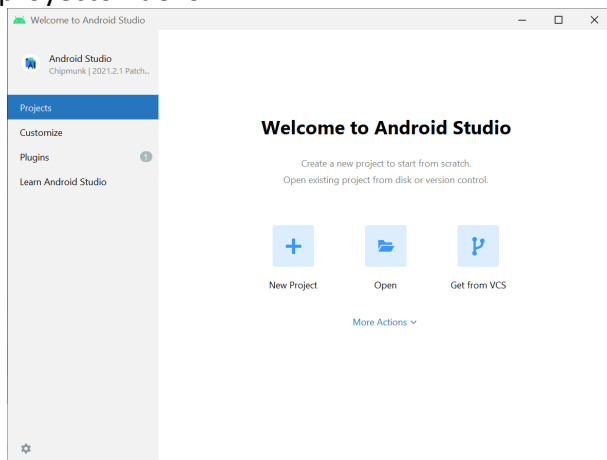 Welcome to Android Studio
Android Studio
Chipmunk | 2021.2.1 Patch...
Projects
Customize
Plugins
1
Learn Android Studio
Welcome to Android Studio
Create a new project to start from scratch.
Open existing project from disk or version control.
New Project
Open
Get from VCS
More Actions